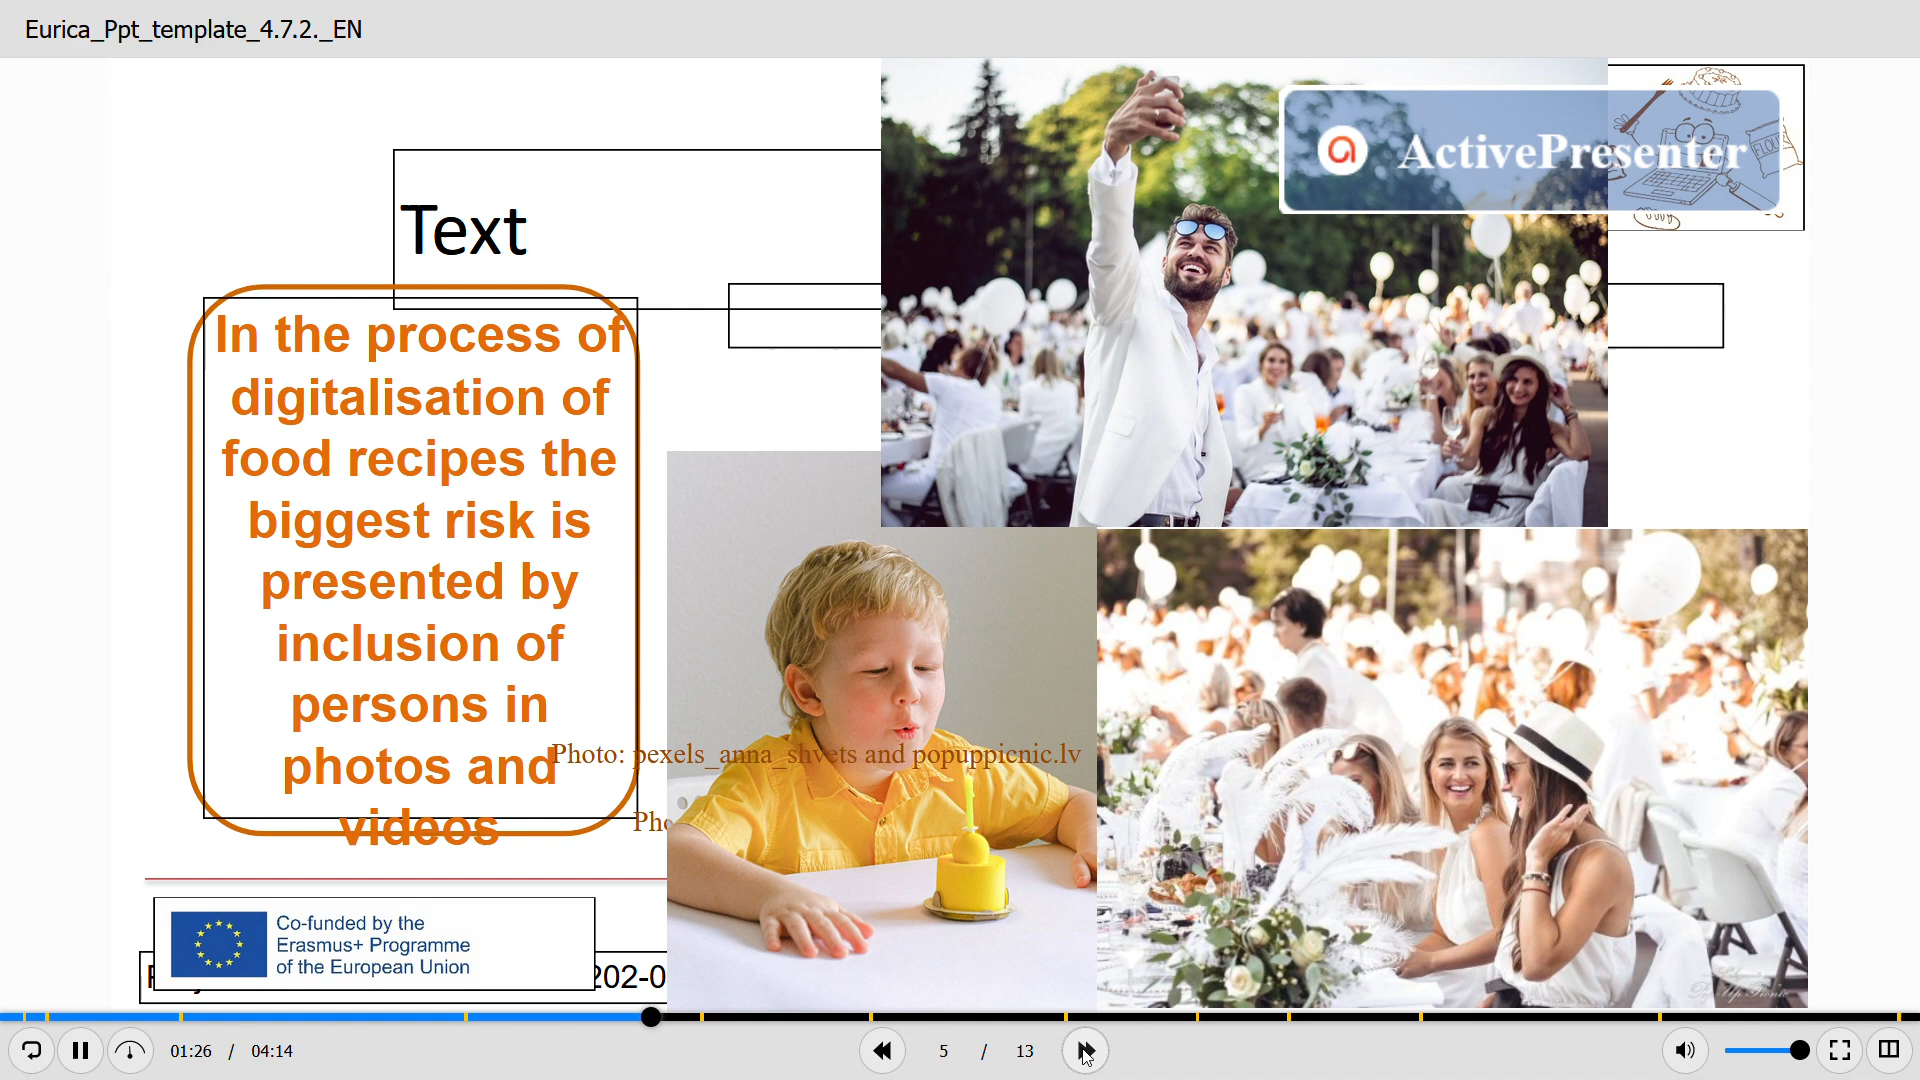 Eurica_Ppt_template_4.7.2._EN
ActivePresenter
FLOUR
Text
In the process of
digitalisation of
food recipes the
biggest risk is
presented by
inclusion of
persons in
photos and
videos
Photo: pexels_anna_shvets and popuppicnic.lv
Co-funded by the
Erasmus+ Programme
of the European Union
202-0
01:26 / 04:14
5 / 13